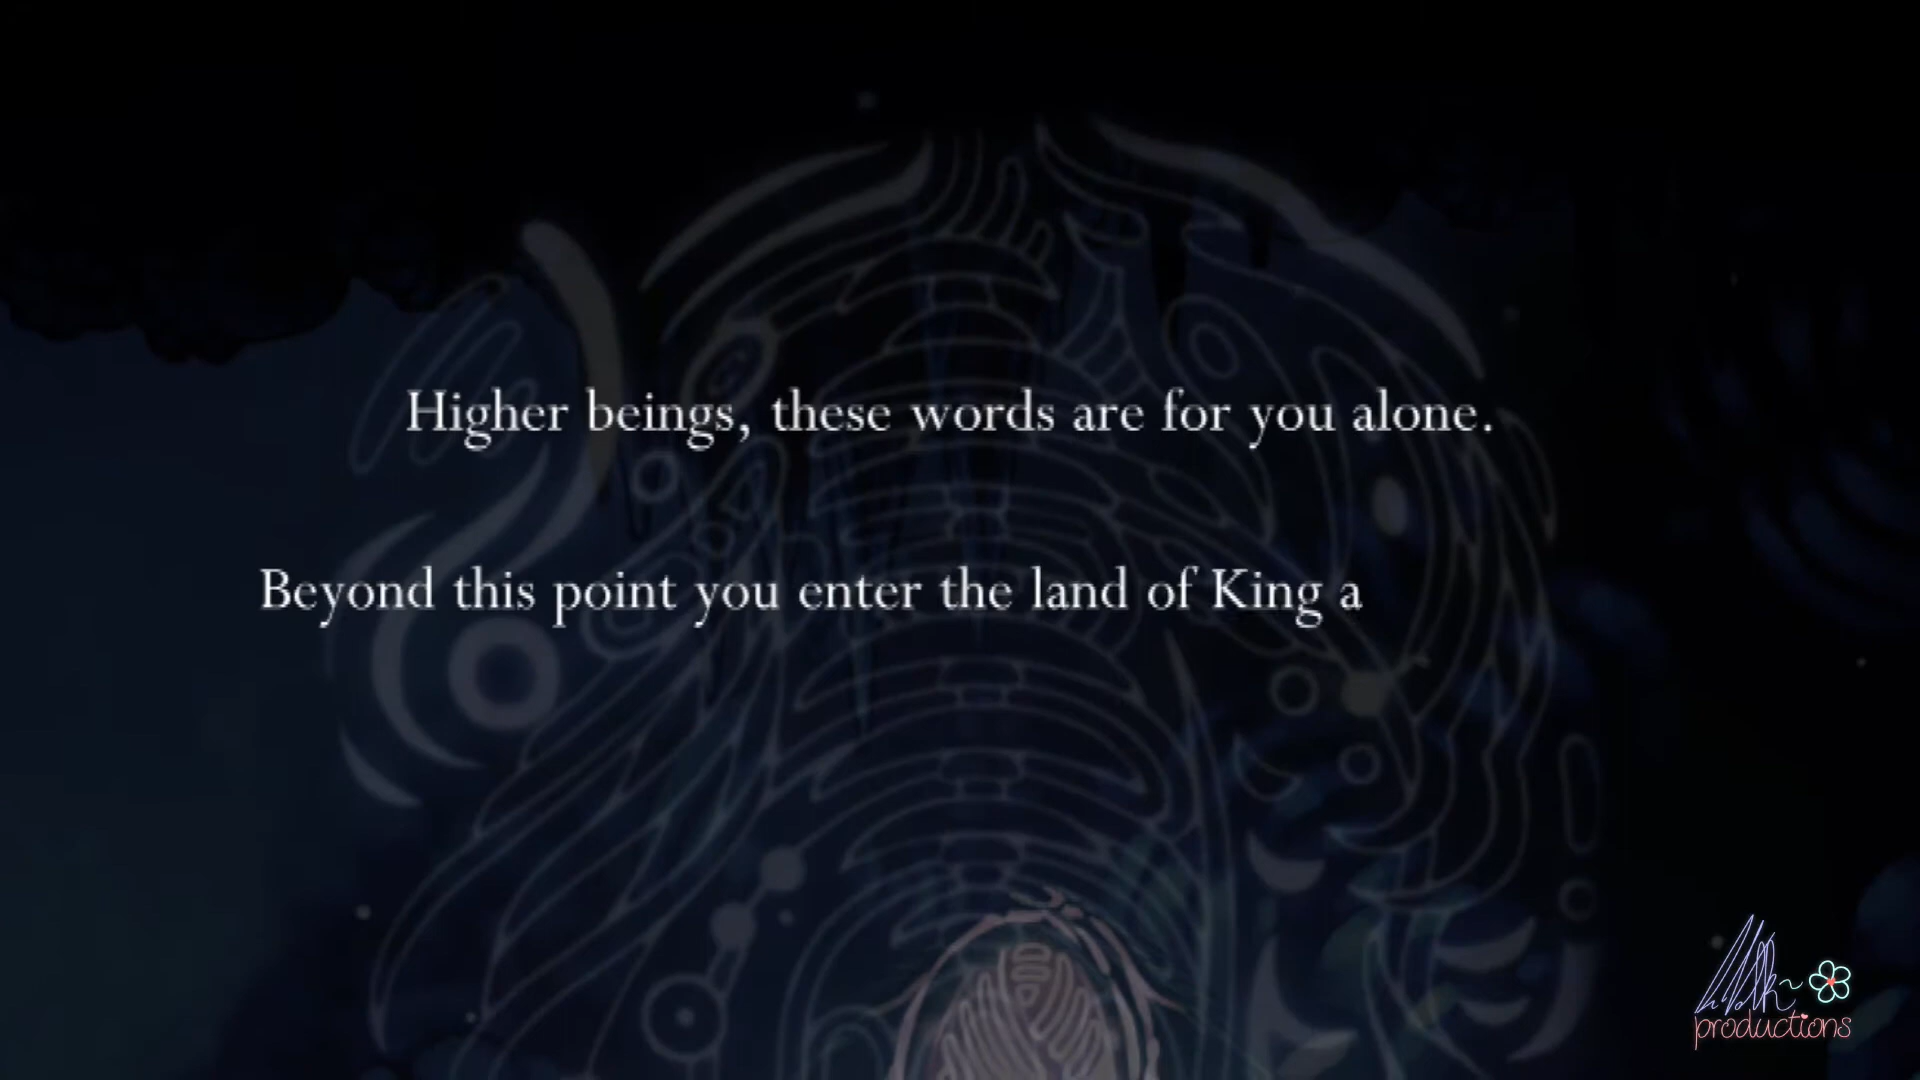 Higher beings, these words are for you alone.
Beyond this point you enter the land of King a
productions